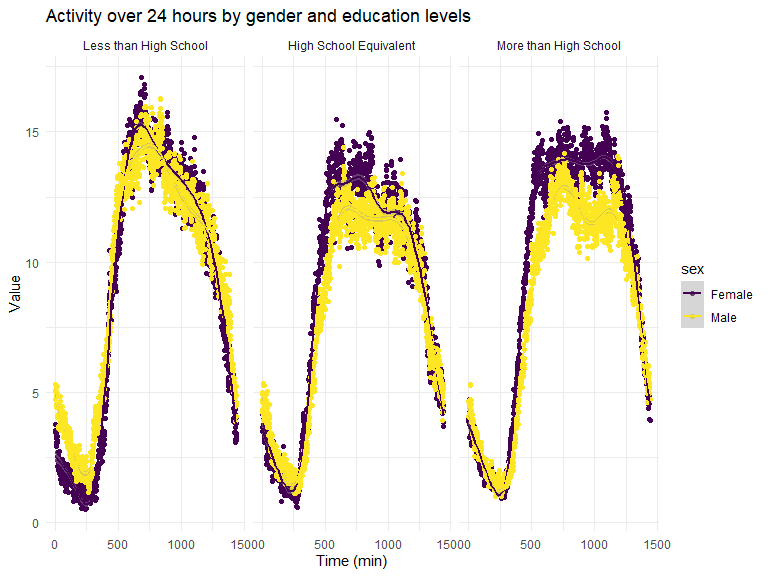 Activity over 24 hours by gender and education levels
Less than High School High School Equivalent More than High School
Value
15
10
5
0
0 500 1000 1500 500 1000 1500 500 1000 1500
Time (min)
sex
Female
Male